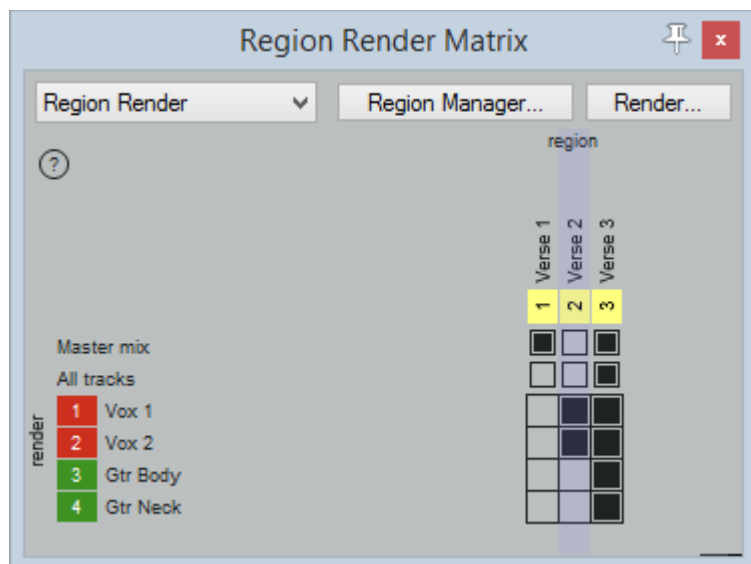 Region Render Matrix
x
Region Render
Region Manager...
Render...
?
region
Verse 1
Verse 2
Verse 3
1
2
3
Master mix
All tracks
render
1 Vox 1
2 Vox 2
3 Gtr Body
4 Gtr Neck